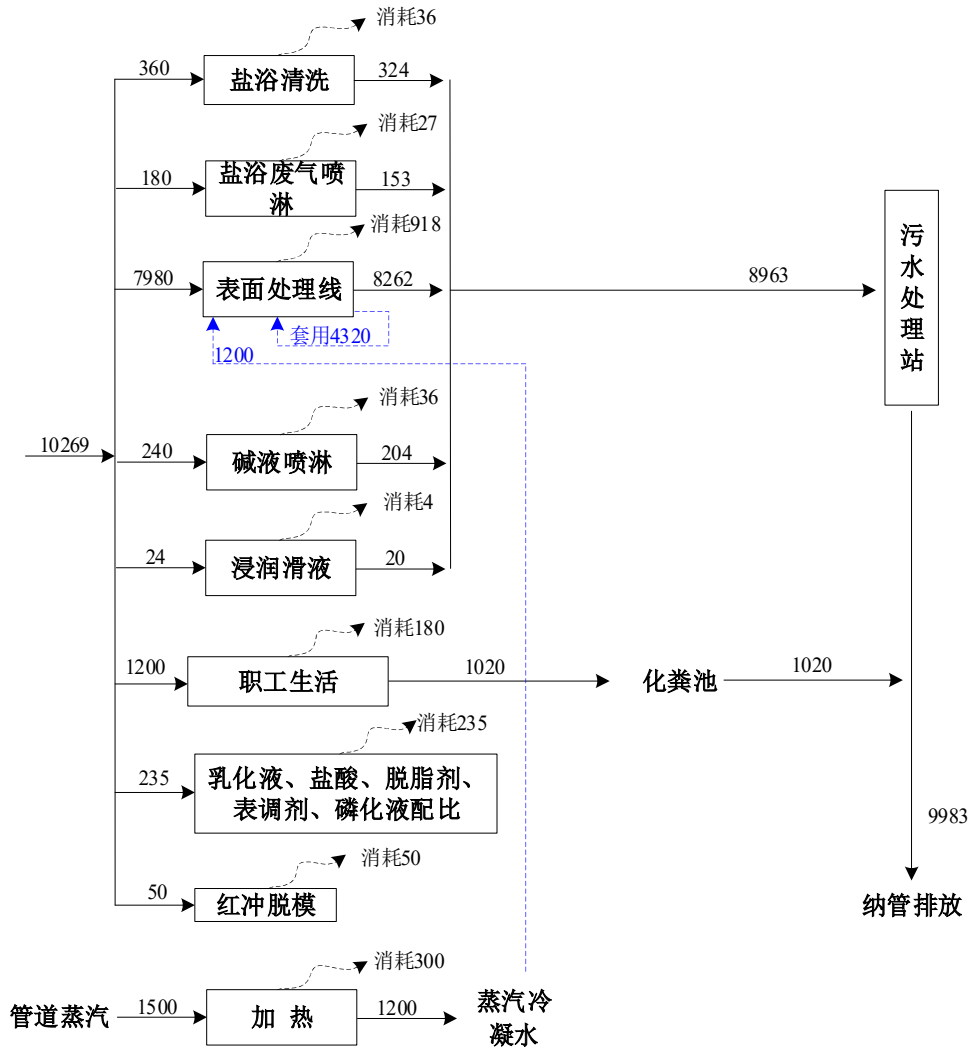 消耗36
360
盐浴清洗
324
消耗27
180
盐浴废气喷
淋
153
消耗918
7980
表面处理线
8262
套用4320
1200
8963
污
水
处
理
站
消耗36
10269
240
碱液喷淋
204
消耗4
24
浸润滑液
20
消耗180
1200
职工生活
1020
化粪池
1020
消耗235
235
乳化液、盐酸、脱脂剂、
表调剂、磷化液配比
9983
消耗50
50
红冲脱模
纳管排放
消耗300
管道蒸汽
1500
加 热
1200
蒸汽冷
凝水